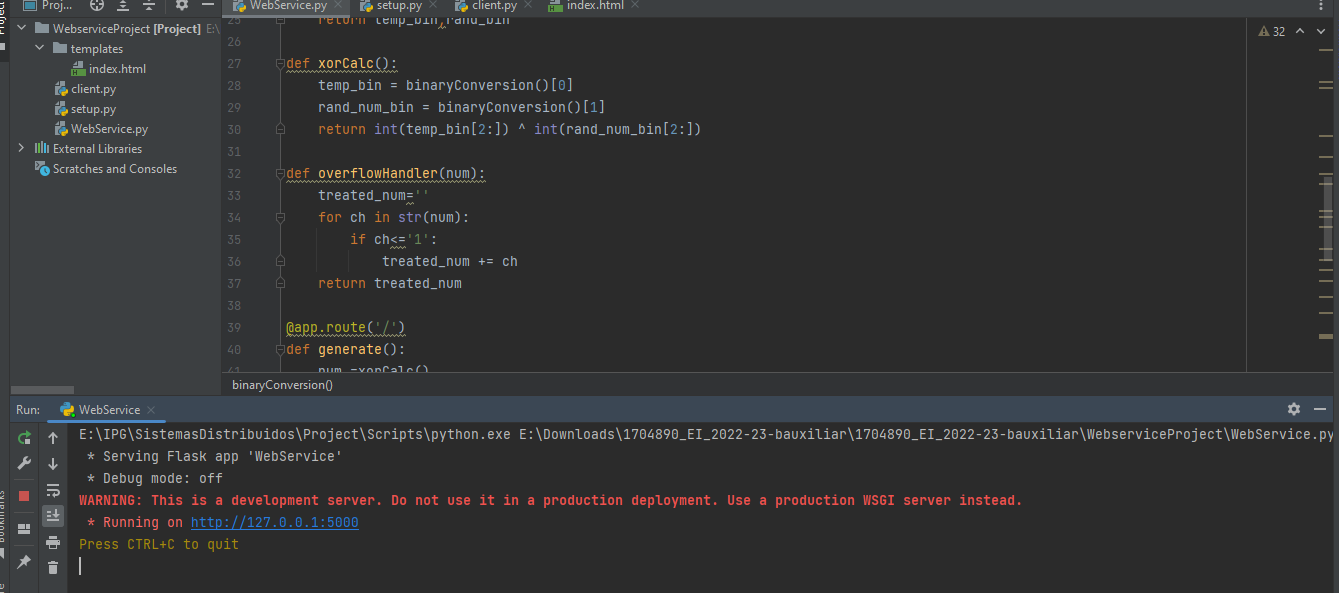 Proj...
WebserviceProject [Project] E:\
templates
index.html
client.py
setup.py
WebService.py
External Libraries
Scratches and Consoles
WebService.py
setup.py
client.py
index.html
32
25 return temp_bin,rand_bin
26
27 def xorCalc():
28 temp_bin = binaryConversion()[0]
29 rand_num_bin = binaryConversion()[1]
30 return int(temp_bin[2:]) ^ int(rand_num_bin[2:])
31
32 def overflowHandler(num):
33 treated_num=''
34 for ch in str(num):
35 if ch<='1':
36 treated_num += ch
37 return treated_num
38
39 @app.route('/')
40 def generate():
41 num =xorCalc()
binaryConversion()
Run: WebService
E:\IPG\SistemasDistribuidos\Project\Scripts\python.exe E:\Downloads\1704890_EI_2022-23-bauxiliar\1704890_EI_2022-23-bauxiliar\WebserviceProject\WebService.py
* Serving Flask app 'WebService'
* Debug mode: off
WARNING: This is a development server. Do not use it in a production deployment. Use a production WSGI server instead.
* Running on http://127.0.0.1:5000
Press CTRL+C to quit